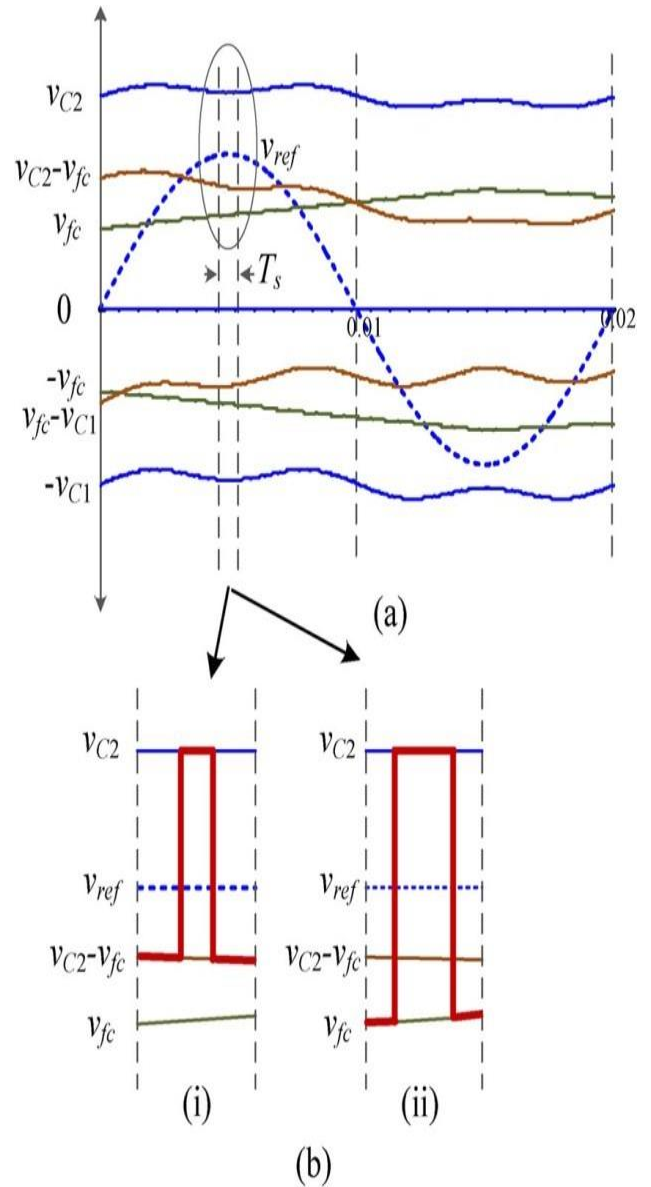 vC2
vref
vC2-vfc
vfc
Ts
0
0.01
0.02
-vfc
vfc-vC1
-vC1
(a)
vC2
vC2
vref
vref
vC2-vfc
vC2-vfc
vfc
vfc
(i)
(ii)
(b)